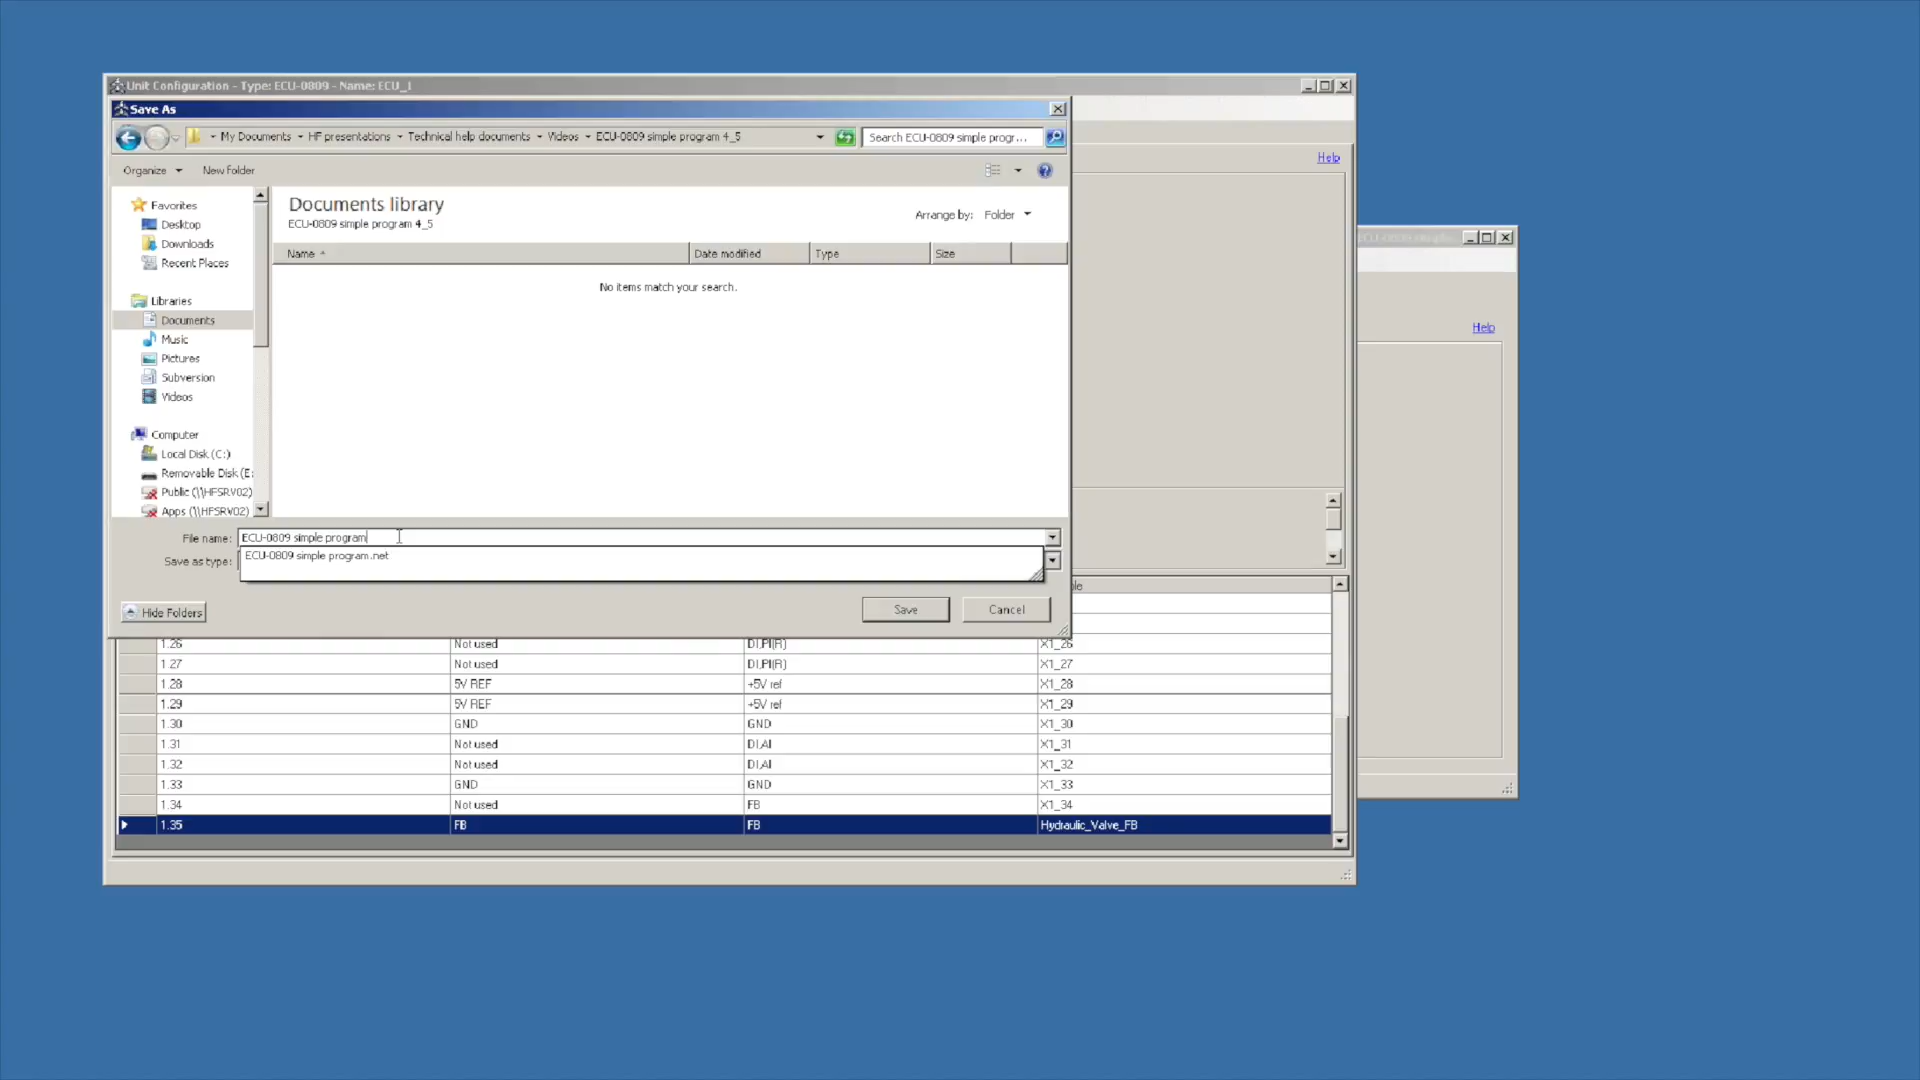 Unit Configuration - Type: ECU-0809 - Name: ECU_1
Save As
My Documents HF presentations Technical help documents Videos ECU-0809 simple program 4_5
Search ECU-0809 simple progr...
Organize New Folder
Help
Favorites
Desktop
Downloads
Recent Places
Libraries
Documents
Music
Pictures
Subversion
Videos
Computer
Local Disk (C:)
Removable Disk (E:
Public (\\HFSRV02)
Apps (\\HFSRV02)
Documents library
ECU-0809 simple program 4_5
Arrange by: Folder
Name Date modified Type Size
No items match your search.
Help
File name: ECU-0809 simple program
ECU-0809 simple program.net
Save as type:
Hide Folders
Save Cancel
1.26 Not used DI,PI(R) X1_26
1.27 Not used DI,PI(R) X1_27
1.28 5V REF +5V ref X1_28
1.29 5V REF +5V ref X1_29
1.30 GND GND X1_30
1.31 Not used DI,AI X1_31
1.32 Not used DI,AI X1_32
1.33 GND GND X1_33
1.34 Not used FB X1_34
1.35 FB FB Hydraulic_Valve_FB